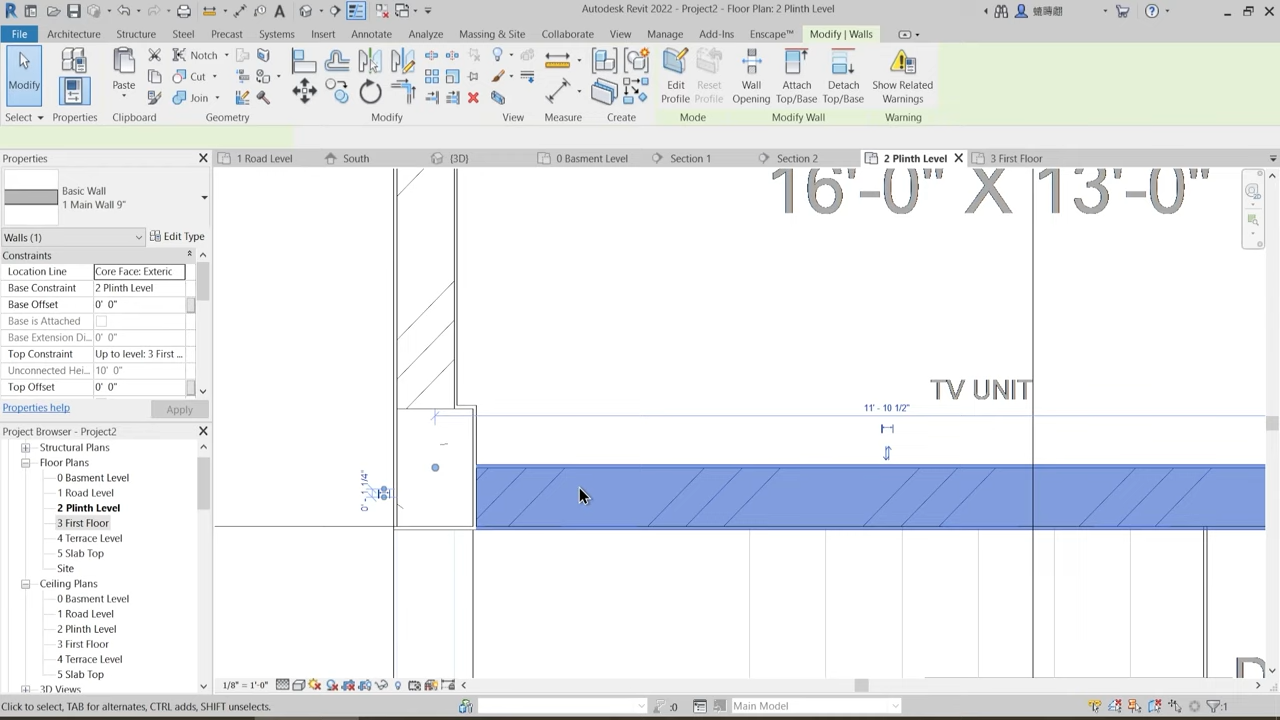 Autodesk Revit 2022 - Project2 - Floor Plan: 2 Plinth Level
File Architecture Structure Steel Precast Systems Insert Annotate Analyze Massing & Site Collaborate View Manage Add-Ins Enscape™ Modify | Walls
Modify
Paste
Notch
Cut
Join
Edit Profile
Reset Profile
Wall Opening
Attach Top/Base
Detach Top/Base
Show Related Warnings
Select Properties Clipboard Geometry Modify View Measure Create Mode Modify Wall Warning
Properties
1 Road Level South {3D} 0 Basment Level Section 1 Section 2 2 Plinth Level 3 First Floor
Basic Wall
1 Main Wall 9"
Walls (1) Edit Type
Constraints
Location Line Core Face: Exteric
Base Constraint 2 Plinth Level
Base Offset 0' 0"
Base is Attached
Base Extension Di... 0' 0"
Top Constraint Up to level: 3 First ...
Unconnected Hei... 10' 0"
Top Offset 0' 0"
Properties help Apply
Project Browser - Project2
Structural Plans
Floor Plans
0 Basment Level
1 Road Level
2 Plinth Level
3 First Floor
4 Terrace Level
5 Slab Top
Site
Ceiling Plans
0 Basment Level
1 Road Level
2 Plinth Level
3 First Floor
4 Terrace Level
5 Slab Top
3D Views
16'-0" X 13'-0"
TV UNIT
11' - 10 1/2"
0' - 1 1/4"
D
1/8" = 1'-0"
Click to select, TAB for alternates, CTRL adds, SHIFT unselects.
:0
Main Model
:1